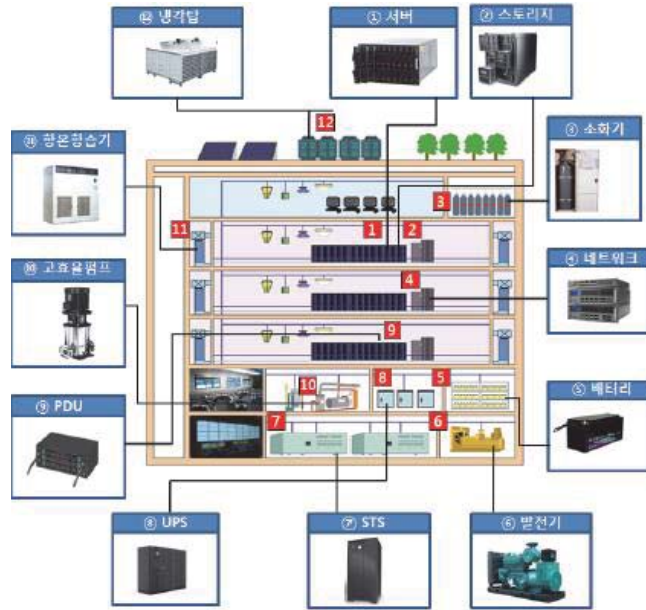 ⑫ 냉각탑
① 서버
② 스토리지
12
⑪ 항온항습기
③ 소화기
3
11
1
2
⑩ 고효율펌프
4
④ 네트워크
9
⑨ PDU
10
8
5
⑤ 배터리
7
6
⑧ UPS
⑦ STS
⑥ 발전기